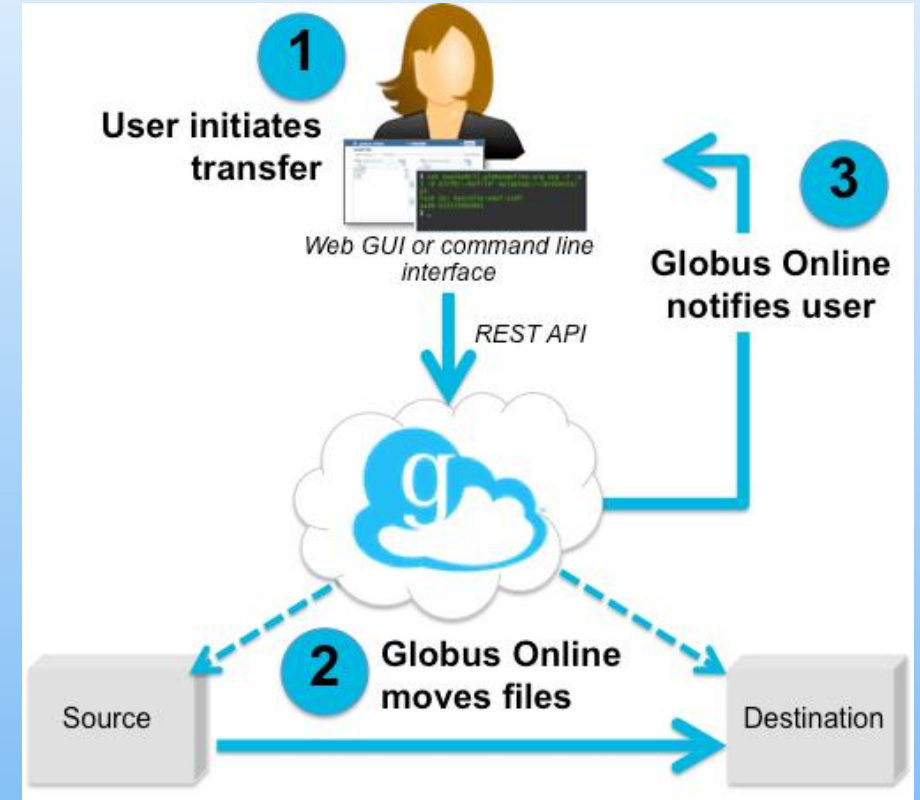 1
User initiates
transfer
Web GUI or command line
interface
REST API
3
Globus Online
notifies user
g
2
Globus Online
moves files
Source
Destination